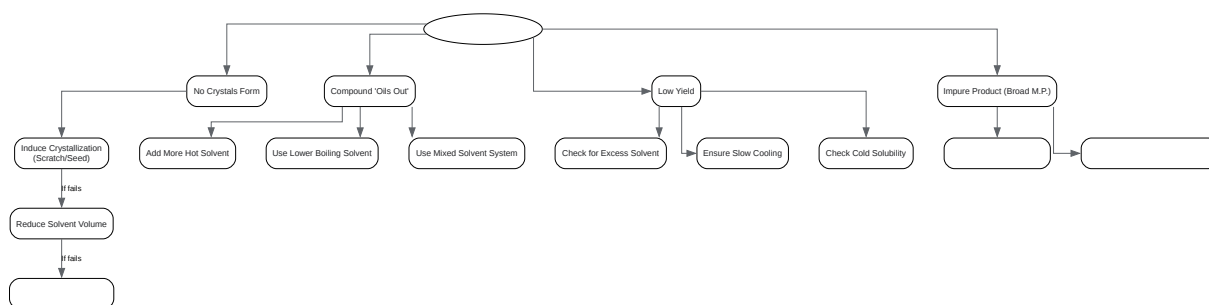 No Crystals Form
Compound 'Oils Out'
Low Yield
Impure Product (Broad M.P.)
Induce Crystallization
(Scratch/Seed)
Add More Hot Solvent
Use Lower Boiling Solvent
Use Mixed Solvent System
Check for Excess Solvent
Ensure Slow Cooling
Check Cold Solubility
If fails
Reduce Solvent Volume
If fails